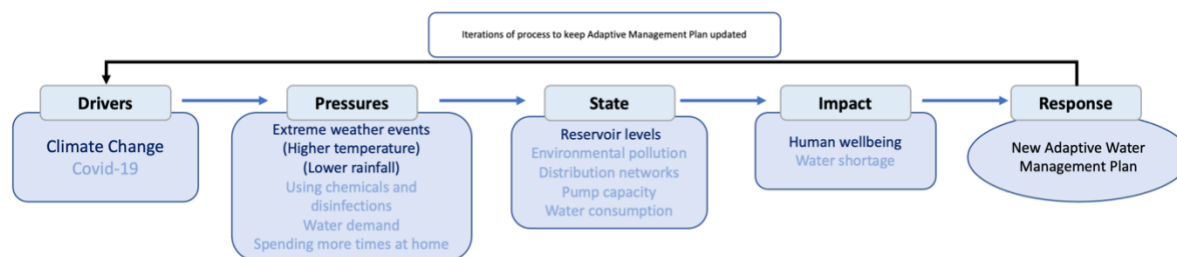 Iterations of process to keep Adaptive Management Plan updated
Drivers
Climate Change
Covid-19
Pressures
Extreme weather events
(Higher temperature)
(Lower rainfall)
Using chemicals and
disinfections
Water demand
Spending more times at home
State
Reservoir levels
Environmental pollution
Distribution networks
Pump capacity
Water consumption
Impact
Human wellbeing
Water shortage
Response
New Adaptive Water
Management Plan